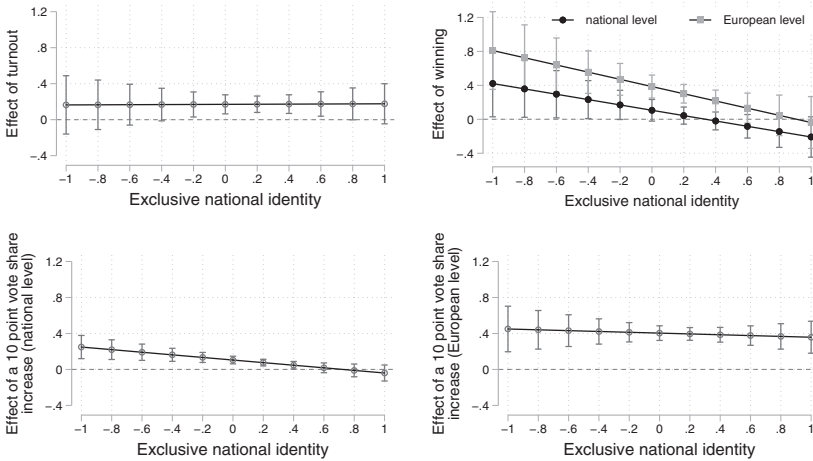 Effect of turnout
1.2
.8
.4
0
−.4
−1 −.8 −.6 −.4 −.2 0 .2 .4 .6 .8 1
Exclusive national identity
national level
European level
Effect of winning
1.2
.8
.4
0
−.4
−1 −.8 −.6 −.4 −.2 0 .2 .4 .6 .8 1
Exclusive national identity
Effect of a 10 point vote share
increase (national level)
1.2
.8
.4
0
−.4
−1 −.8 −.6 −.4 −.2 0 .2 .4 .6 .8 1
Exclusive national identity
Effect of a 10 point vote share
increase (European level)
1.2
.8
.4
0
−.4
−1 −.8 −.6 −.4 −.2 0 .2 .4 .6 .8 1
Exclusive national identity